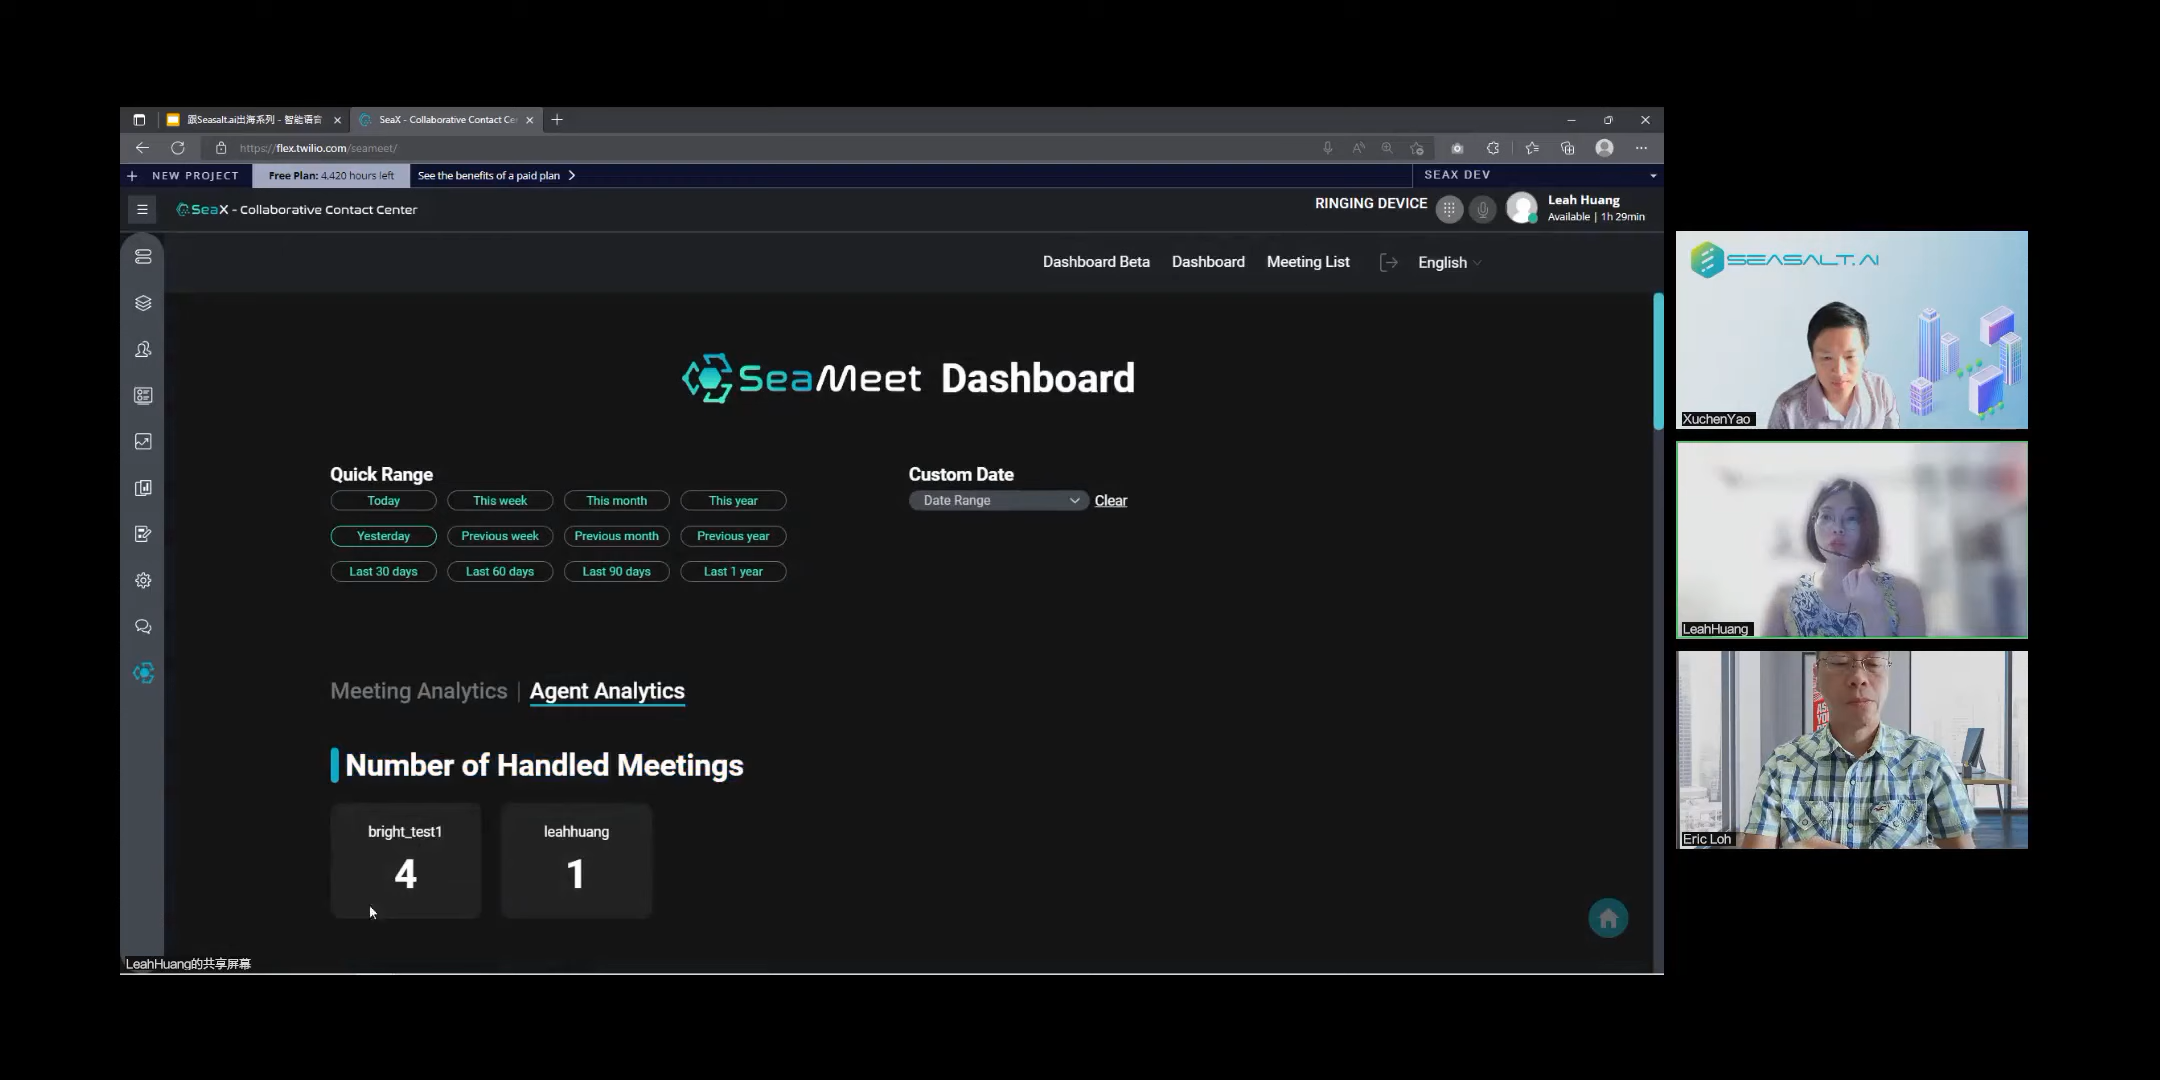 跟Seasalt.ai出海系列 - 智能语音
SeaX - Collaborative Contact Ce
https://flex.twilio.com/seameet/
NEW PROJECT
Free Plan: 4,420 hours left
See the benefits of a paid plan
SEAX DEV
SeaX - Collaborative Contact Center
RINGING DEVICE
Leah Huang
Available | 1h 29min
Dashboard Beta
Dashboard
Meeting List
English
SeaMeet Dashboard
Quick Range
Custom Date
Today
This week
This month
This year
Date Range
Clear
Yesterday
Previous week
Previous month
Previous year
Last 30 days
Last 60 days
Last 90 days
Last 1 year
Meeting Analytics | Agent Analytics
Number of Handled Meetings
bright_test1
4
leahhuang
1
LeahHuang的共享屏幕
SEASALT.AI
XuchenYao
LeahHuang
Eric Loh